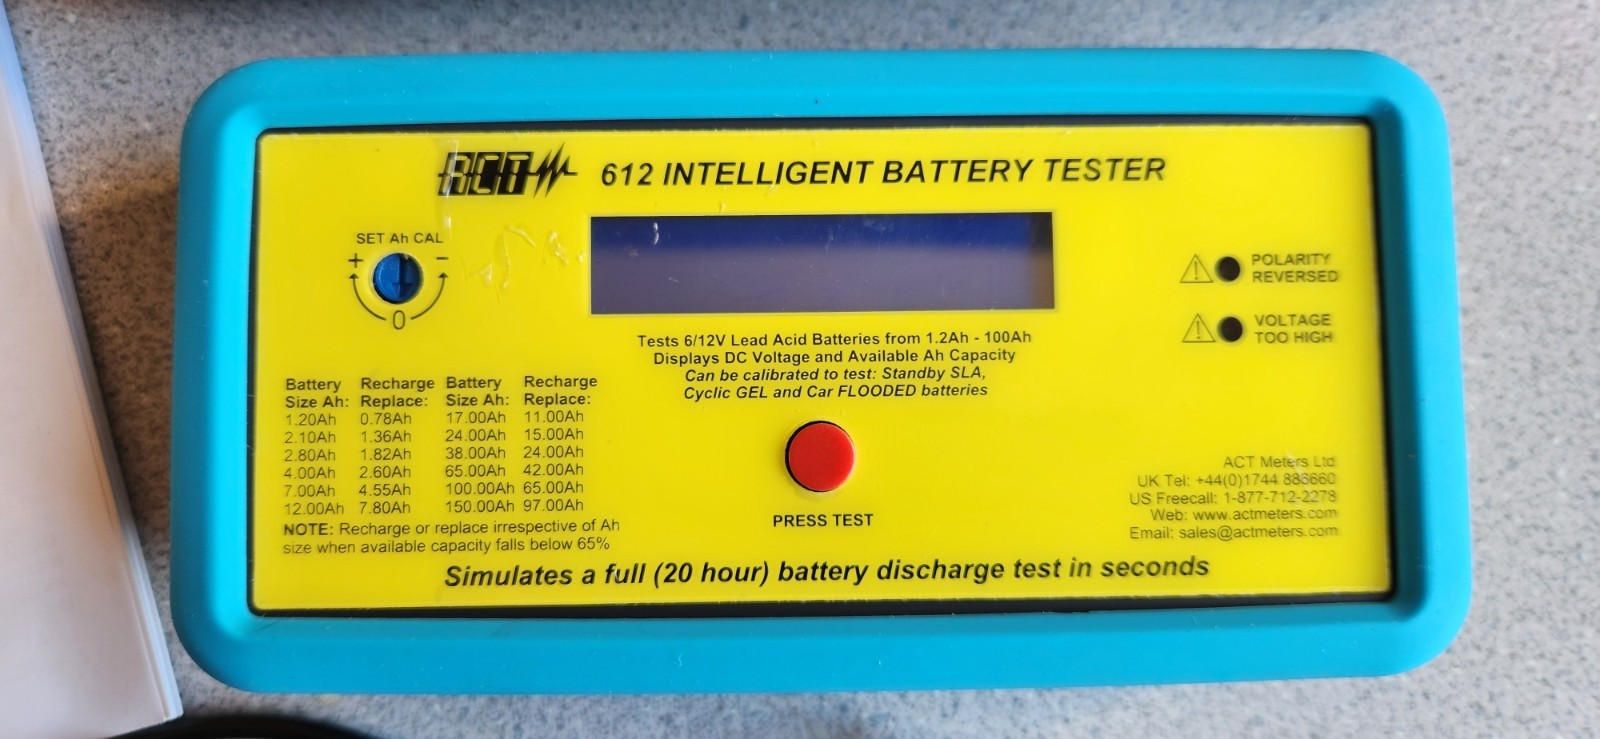 ACT 612 INTELLIGENT BATTERY TESTER
SET Ah CAL
+ −
0
POLARITY
REVERSED
VOLTAGE
TOO HIGH
Tests 6/12V Lead Acid Batteries from 1.2Ah - 100Ah
Displays DC Voltage and Available Ah Capacity
Can be calibrated to test: Standby SLA,
Cyclic GEL and Car FLOODED batteries
Battery Recharge Battery Recharge
Size Ah: Replace: Size Ah: Replace:
1.20Ah 0.78Ah 17.00Ah 11.00Ah
2.10Ah 1.36Ah 24.00Ah 15.00Ah
2.80Ah 1.82Ah 38.00Ah 24.00Ah
4.00Ah 2.60Ah 65.00Ah 42.00Ah
7.00Ah 4.55Ah 100.00Ah 65.00Ah
12.00Ah 7.80Ah 150.00Ah 97.00Ah
NOTE: Recharge or replace irrespective of Ah
size when available capacity falls below 65%
PRESS TEST
ACT Meters Ltd
UK Tel: +44(0)1744 886660
US Freecall: 1-877-712-2278
Web: www.actmeters.com
Email: sales@actmeters.com
Simulates a full (20 hour) battery discharge test in seconds